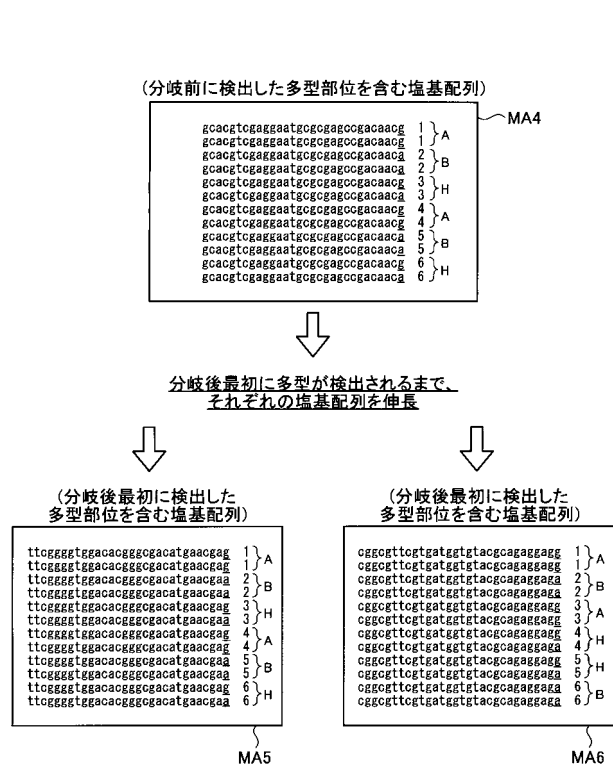 (分岐前に検出した多型部位を含む塩基配列)
MA4
gcacgtcgaggaatgcgcgagccgacaacg 1
gcacgtcgaggaatgcgcgagccgacaacg 1
A
gcacgtcgaggaatgcgcgagccgacaaca 2
gcacgtcgaggaatgcgcgagccgacaaca 2
B
gcacgtcgaggaatgcgcgagccgacaacg 3
gcacgtcgaggaatgcgcgagccgacaaca 3
H
gcacgtcgaggaatgcgcgagccgacaacg 4
gcacgtcgaggaatgcgcgagccgacaacg 4
A
gcacgtcgaggaatgcgcgagccgacaaca 5
gcacgtcgaggaatgcgcgagccgacaaca 5
B
gcacgtcgaggaatgcgcgagccgacaacg 6
gcacgtcgaggaatgcgcgagccgacaaca 6
H
分岐後最初に多型が検出されるまで、
それぞれの塩基配列を伸長
(分岐後最初に検出した
多型部位を含む塩基配列)
ttcggggtggacacgggcgacatgaacgag 1
ttcggggtggacacgggcgacatgaacgag 1
A
ttcggggtggacacgggcgacatgaacgaa 2
ttcggggtggacacgggcgacatgaacgaa 2
B
ttcggggtggacacgggcgacatgaacgag 3
ttcggggtggacacgggcgacatgaacgaa 3
H
ttcggggtggacacgggcgacatgaacgag 4
ttcggggtggacacgggcgacatgaacgag 4
A
ttcggggtggacacgggcgacatgaacgaa 5
ttcggggtggacacgggcgacatgaacgaa 5
B
ttcggggtggacacgggcgacatgaacgag 6
ttcggggtggacacgggcgacatgaacgaa 6
H
MA5
(分岐後最初に検出した
多型部位を含む塩基配列)
cggcgttcgtgatggtgtacgcagaggagg 1
cggcgttcgtgatggtgtacgcagaggagg 1
A
cggcgttcgtgatggtgtacgcagaggaga 2
cggcgttcgtgatggtgtacgcagaggaga 2
B
cggcgttcgtgatggtgtacgcagaggagg 3
cggcgttcgtgatggtgtacgcagaggagg 3
A
cggcgttcgtgatggtgtacgcagaggagg 4
cggcgttcgtgatggtgtacgcagaggaga 4
H
cggcgttcgtgatggtgtacgcagaggagg 5
cggcgttcgtgatggtgtacgcagaggaga 5
H
cggcgttcgtgatggtgtacgcagaggaga 6
cggcgttcgtgatggtgtacgcagaggaga 6
B
MA6